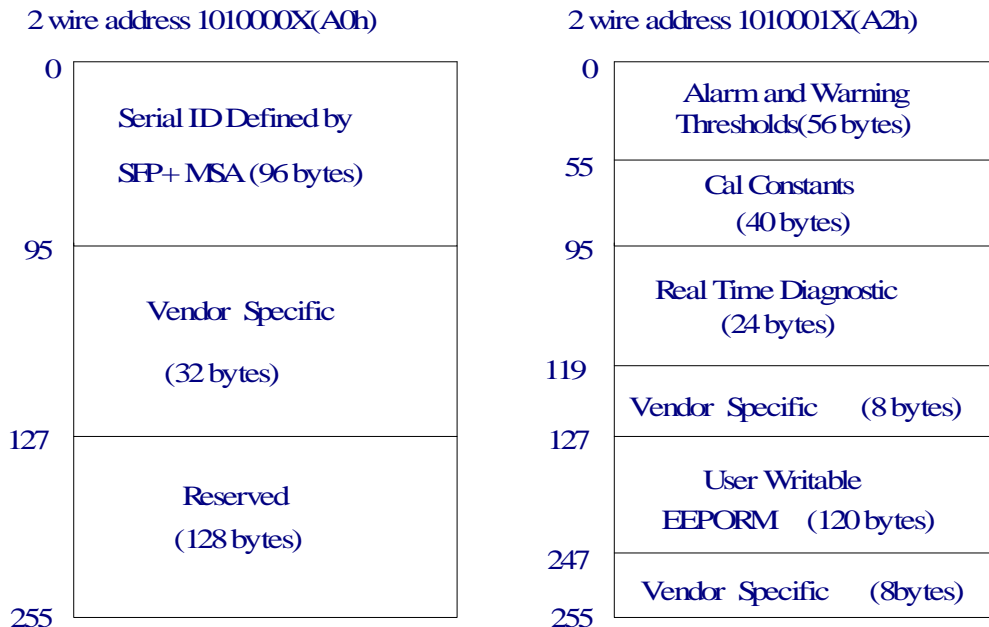 2 wire address 1010000X(A0h)
0
Serial ID Defined by
SFP+ MSA (96 bytes)
95
Vendor Specific
(32 bytes)
127
Reserved
(128 bytes)
255
2 wire address 1010001X(A2h)
0
Alarm and Warning
Thresholds(56 bytes)
55
Cal Constants
(40 bytes)
95
Real Time Diagnostic
(24 bytes)
119
Vendor Specific (8 bytes)
127
User Writable
EEPORM (120 bytes)
247
Vendor Specific (8bytes)
255